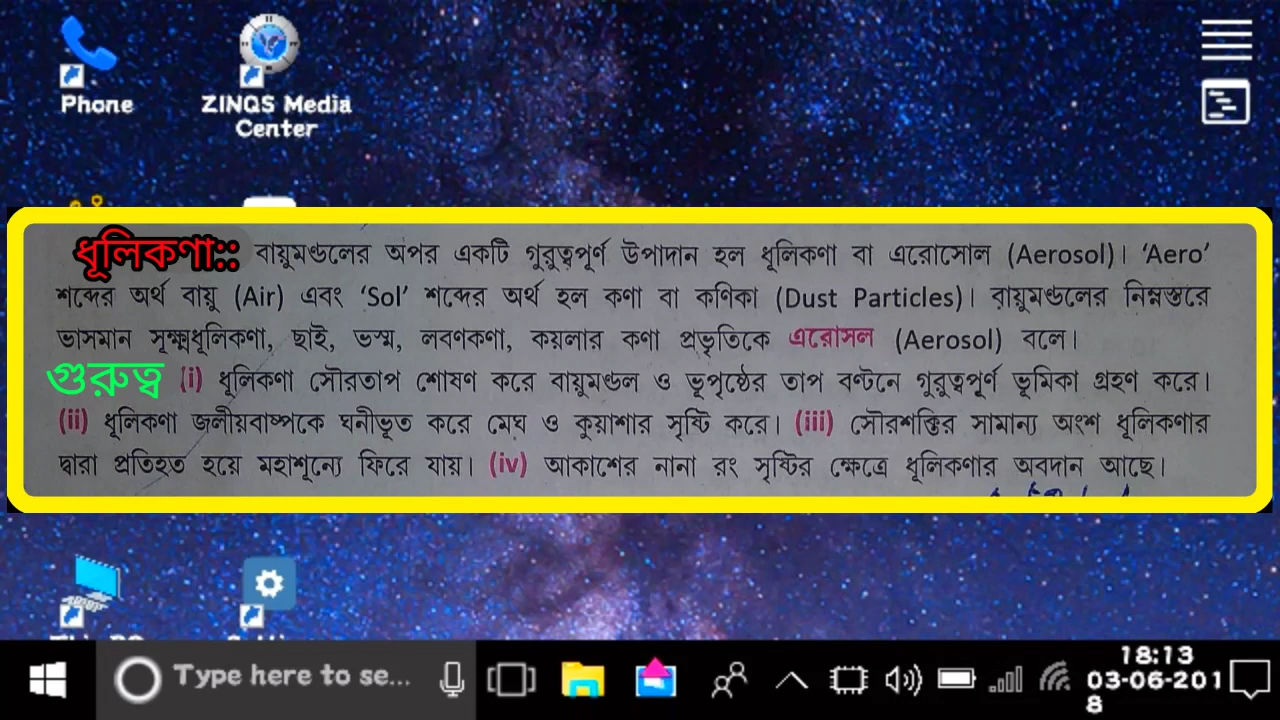 Phone
ZINQS Media
Center
ধূলিকণা:: বায়ুমণ্ডলের অপর একটি গুরুত্বপূর্ণ উপাদান হল ধূলিকণা বা এরোসোল (Aerosol)। ‘Aero’
শব্দের অর্থ বায়ু (Air) এবং ‘Sol’ শব্দের অর্থ হল কণা বা কণিকা (Dust Particles)। বায়ুমণ্ডলের নিম্নস্তরে
ভাসমান সূক্ষ্মধূলিকণা, ছাই, ভস্ম, লবণকণা, কয়লার কণা প্রভৃতিকে এরোসল (Aerosol) বলে।
গুরুত্ব (i) ধূলিকণা সৌরতাপ শোষণ করে বায়ুমণ্ডল ও ভূপৃষ্ঠের তাপ বণ্টনে গুরুত্বপূর্ণ ভূমিকা গ্রহণ করে।
(ii) ধূলিকণা জলীয়বাষ্পকে ঘনীভূত করে মেঘ ও কুয়াশার সৃষ্টি করে। (iii) সৌরশক্তির সামান্য অংশ ধূলিকণার
দ্বারা প্রতিহত হয়ে মহাশূন্যে ফিরে যায়। (iv) আকাশের নানা রং সৃষ্টির ক্ষেত্রে ধূলিকণার অবদান আছে।
Type here to se...
18:13
03-06-201
8